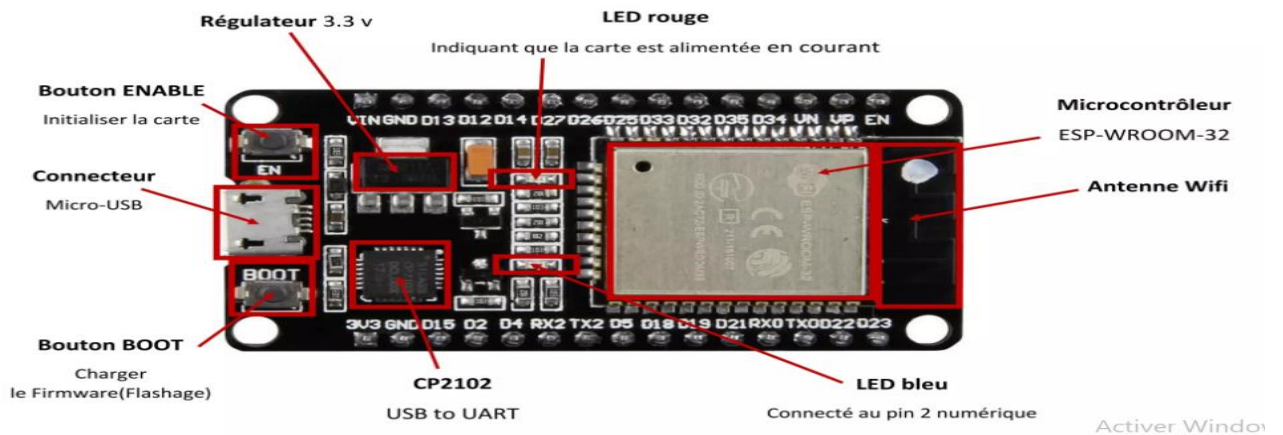 Régulateur 3.3 v
LED rouge
Indiquant que la carte est alimentée en courant
Bouton ENABLE
Initialiser la carte
Microcontrôleur
ESP-WROOM-32
VIN GND D13 D12 D14 D27 D26 D25 D33 D32 D35 D34 VN VP EN
EN
Connecteur
Micro-USB
Antenne Wifi
ESP-WROOM-32
CE
BOOT
3V3 GND D15 D2 D4 RX2 TX2 D5 D18 D19 D21 RX0 TX0 D22 D23
Bouton BOOT
Charger
le Firmware(Flashage)
CP2102
USB to UART
LED bleu
Connecté au pin 2 numérique
Activer Window